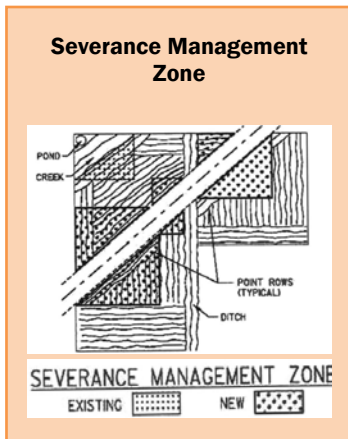 Severance Management
Zone
POND
CREEK
POINT ROWS
(TYPICAL)
DITCH
SEVERANCE MANAGEMENT ZONE
EXISTING NEW